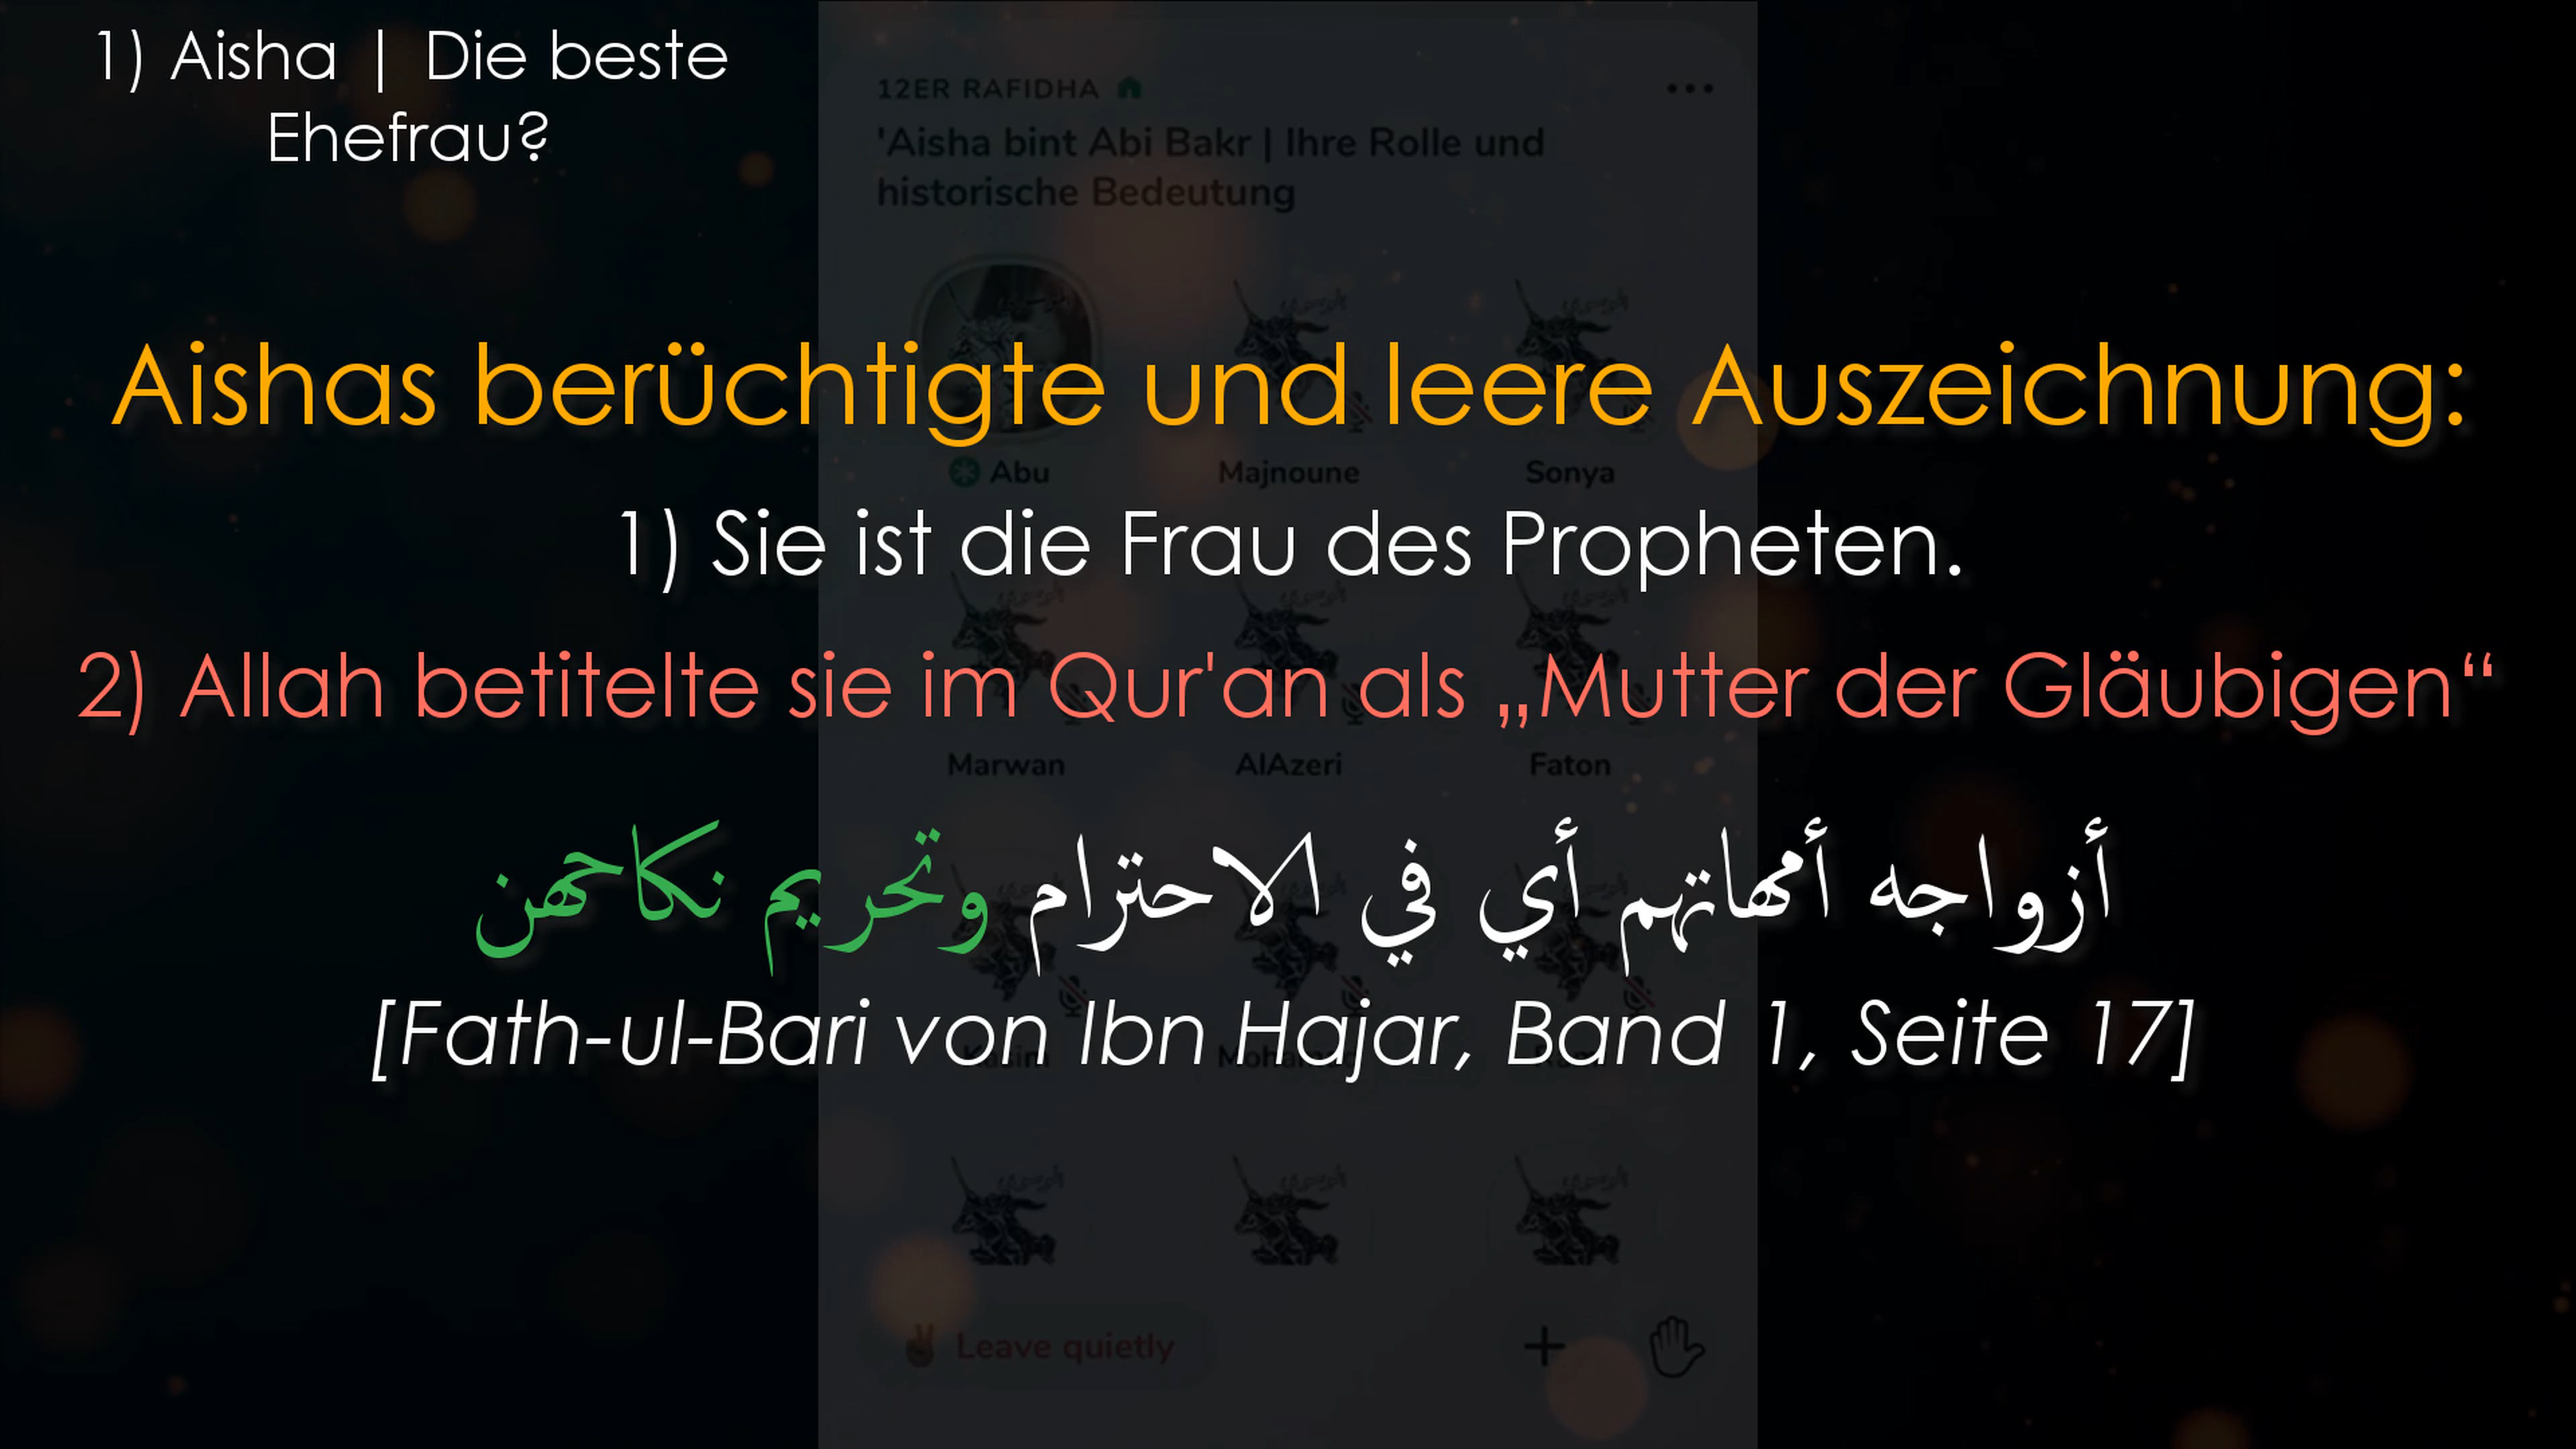 1) Aisha | Die beste
Ehefrau?
12ER RAFIDHA
'Aisha bint Abi Bakr | Ihre Rolle und
historische Bedeutung
Aishas berüchtigte und leere Auszeichnung:
Abu
Majnoune
Sonya
1) Sie ist die Frau des Propheten.
2) Allah betitelte sie im Qur'an als „Mutter der Gläubigen“
Marwan
AlAzeri
Faton
أزواجه أمهاتهم أي في الاحترام وتحريم نكاحهن
[Fath-ul-Bari von Ibn Hajar, Band 1, Seite 17]
Leave quietly